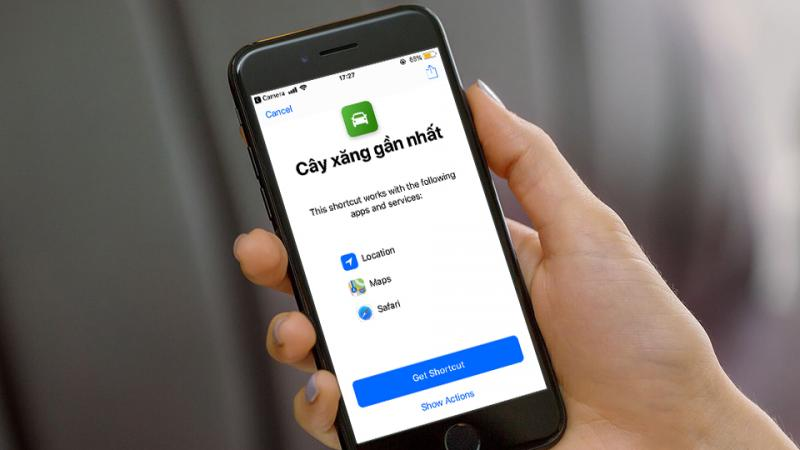 Camera
17:27
65%
Cancel
Cây xăng gần nhất
This shortcut works with the following
apps and services:
Location
Maps
Safari
Get Shortcut
Show Actions